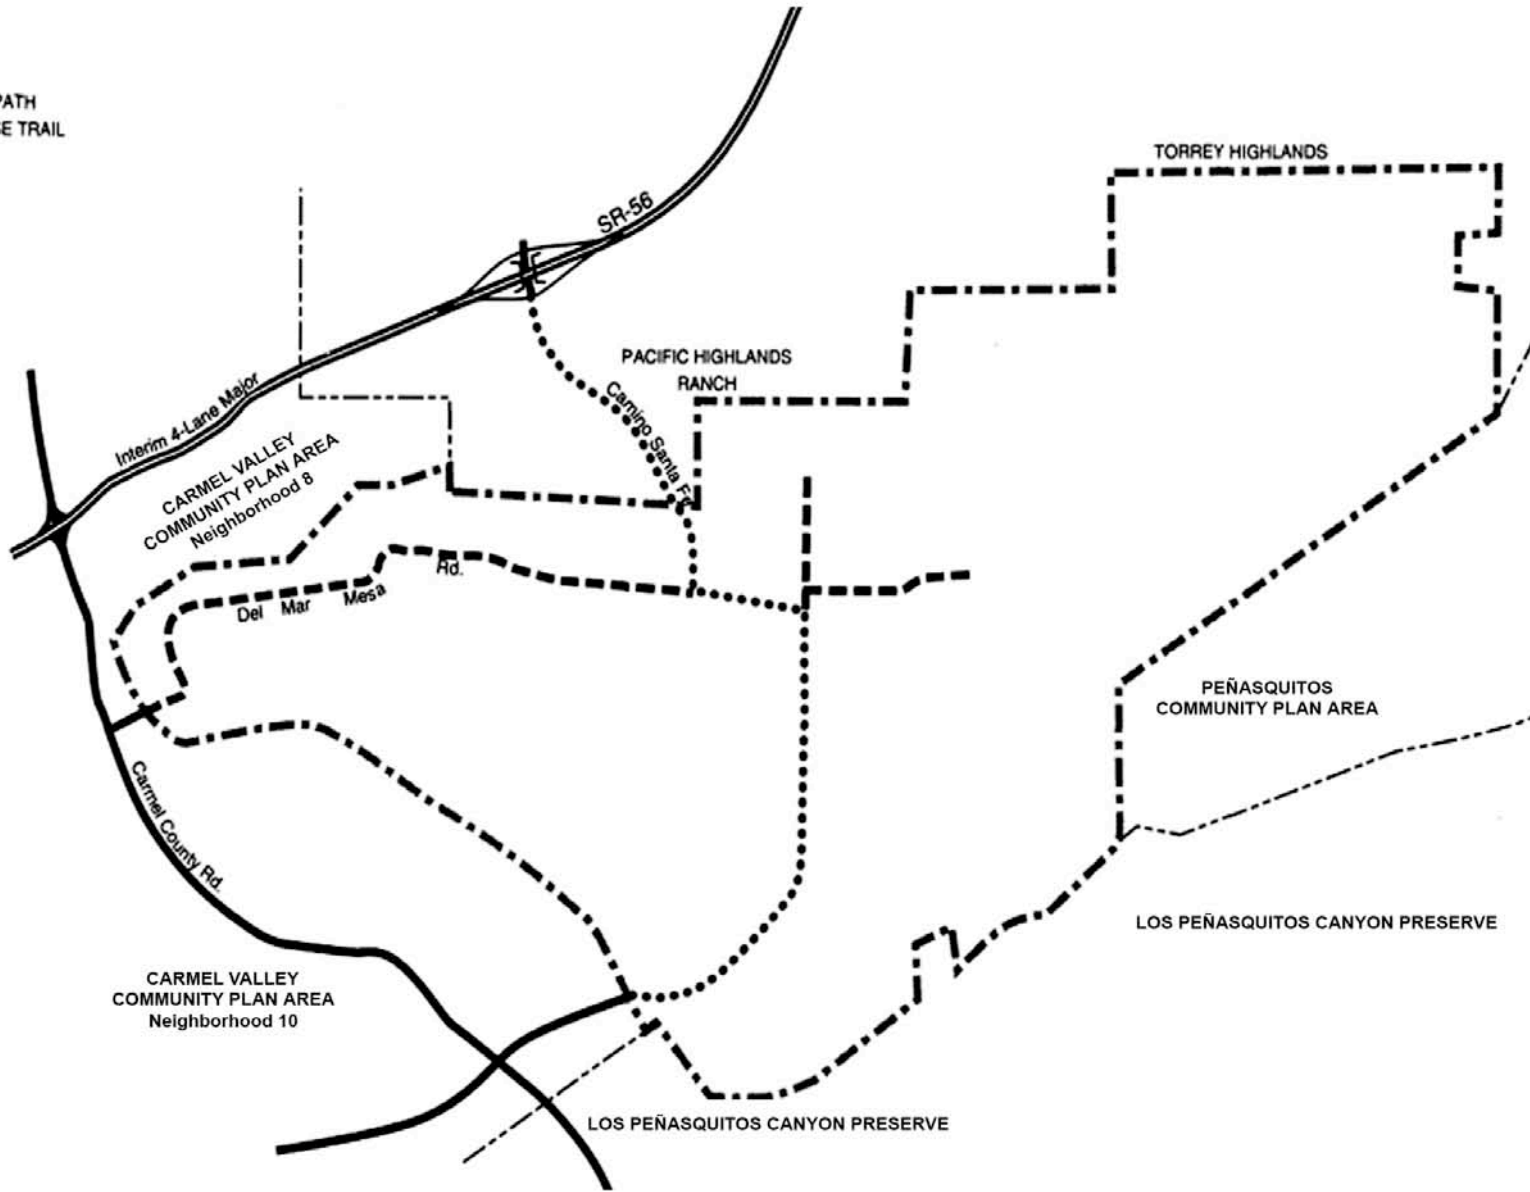 PATH
E TRAIL
TORREY HIGHLANDS
SR-56
PACIFIC HIGHLANDS
RANCH
Camino Santa Fe
Interim 4-Lane Major
CARMEL VALLEY
COMMUNITY PLAN AREA
Neighborhood 8
Del Mar Mesa Rd.
PEÑASQUITOS
COMMUNITY PLAN AREA
Carmel County Rd.
LOS PEÑASQUITOS CANYON PRESERVE
CARMEL VALLEY
COMMUNITY PLAN AREA
Neighborhood 10
LOS PEÑASQUITOS CANYON PRESERVE